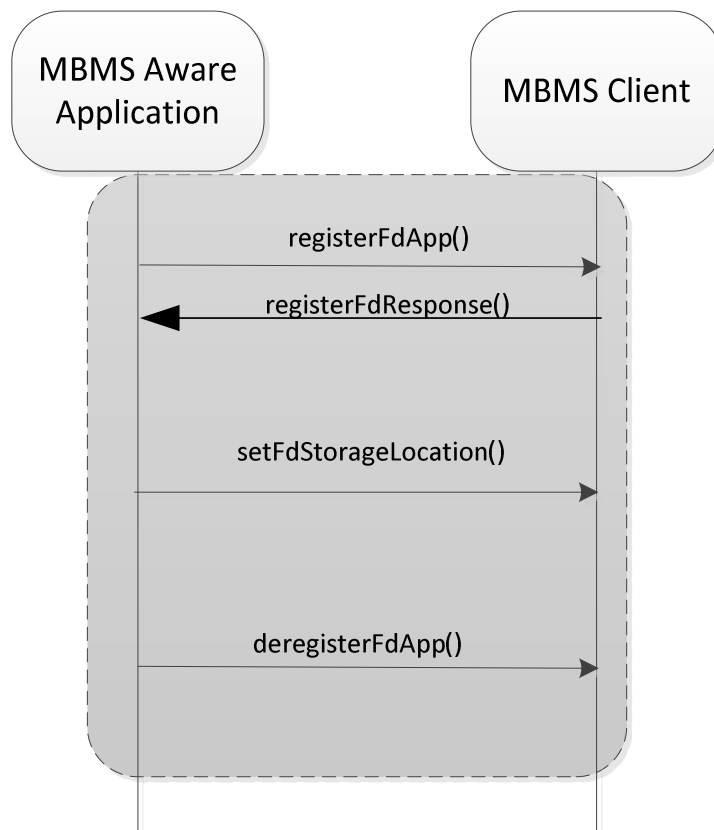 MBMS Aware
Application
MBMS Client
registerFdApp()
registerFdResponse()
setFdStorageLocation()
deregisterFdApp()